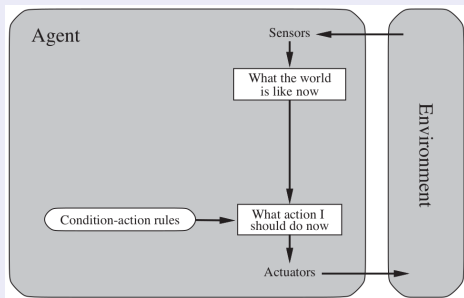 Agent
Sensors
What the world
is like now
Environment
Condition-action rules
What action I
should do now
Actuators